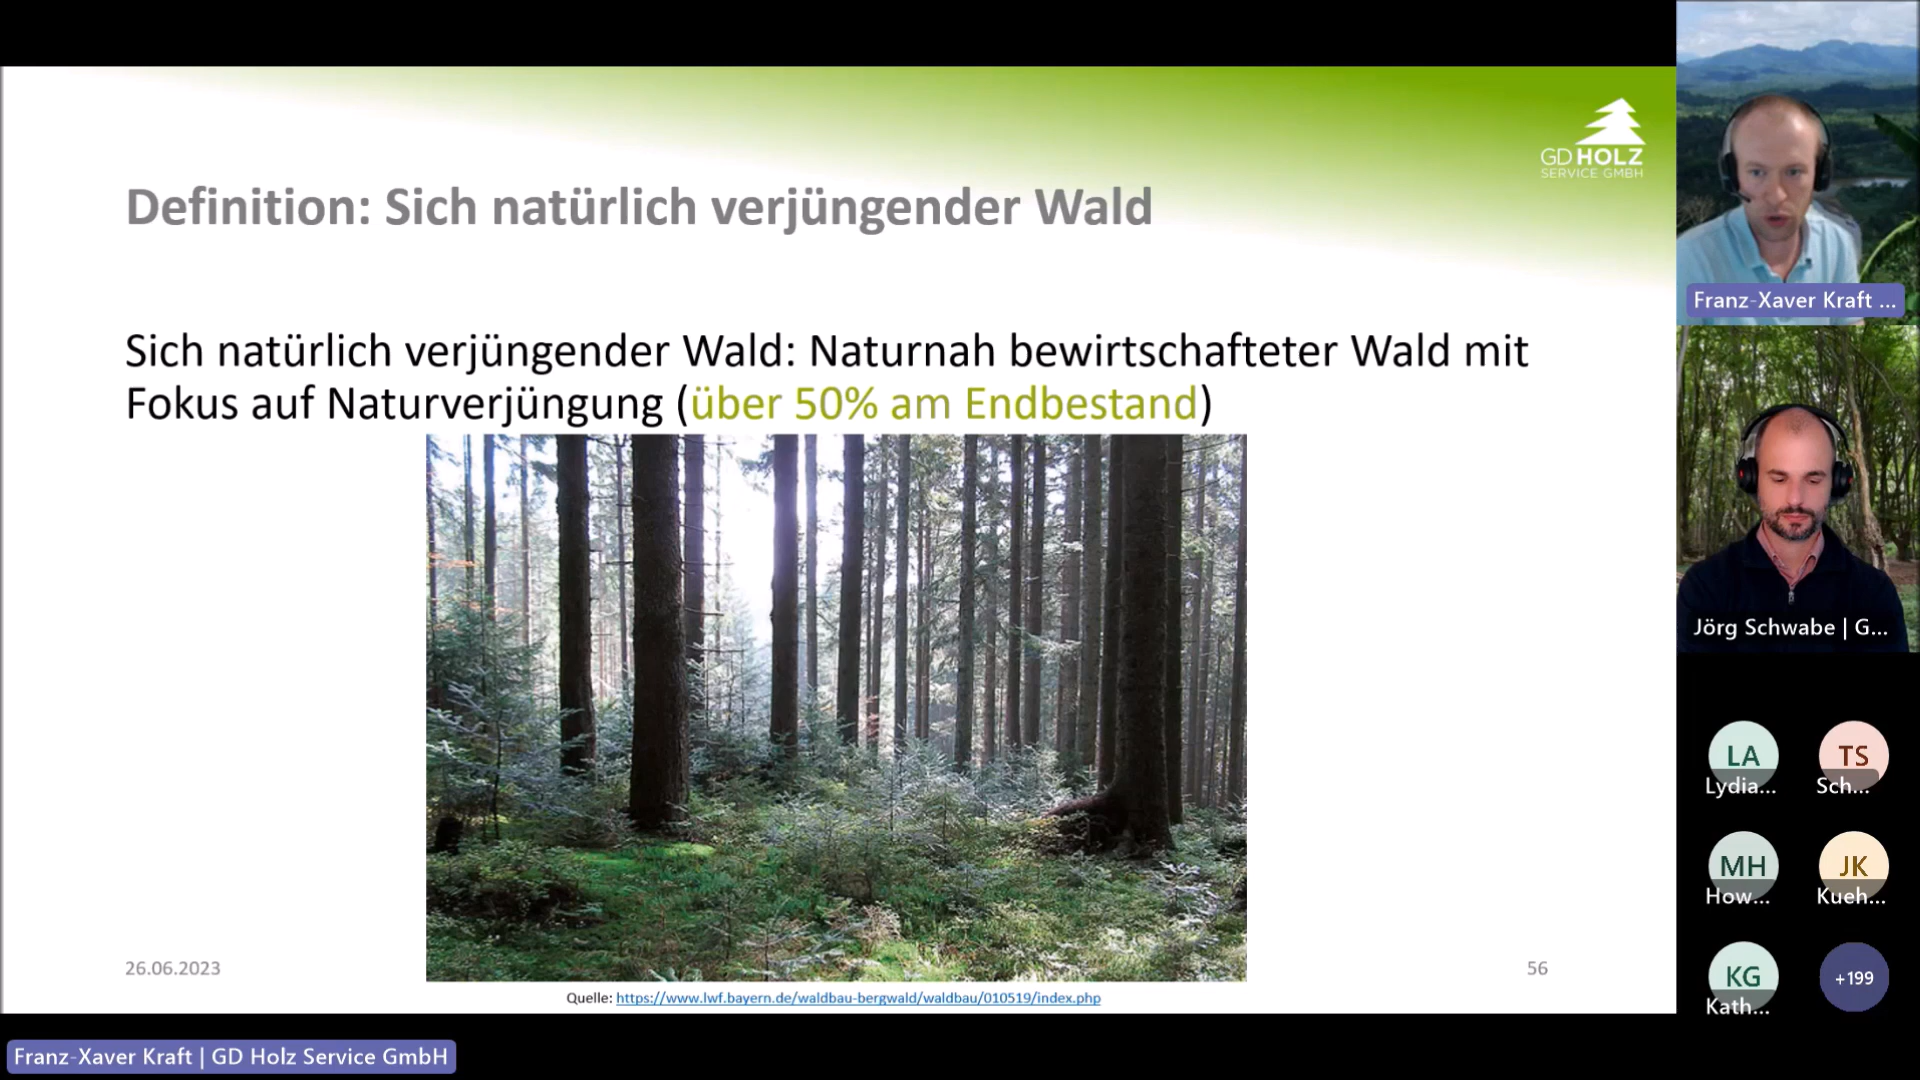 GD HOLZ
SERVICE GMBH
Definition: Sich natürlich verjüngender Wald
Sich natürlich verjüngender Wald: Naturnah bewirtschafteter Wald mit
Fokus auf Naturverjüngung (über 50% am Endbestand)
26.06.2023
56
Quelle: https://www.lwf.bayern.de/waldbau-bergwald/waldbau/010519/index.php
Franz-Xaver Kraft | GD Holz Service GmbH
Franz-Xaver Kraft ...
Jörg Schwabe | G...
LA
Lydia...
TS
Sch...
MH
How...
JK
Kueh...
KG
Kath...
+199